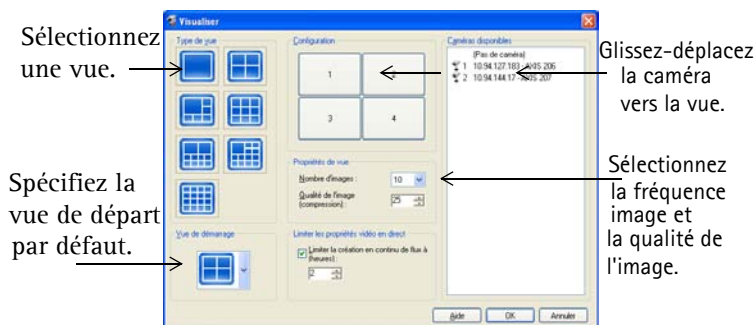 Visualiser
Sélectionnez
une vue.
Type de vue
Configuration
1
2
3
4
Caméras disponibles
(Pas de caméra)
1 10.94.127.183 - AXIS 206
2 10.94.144.17 - AXIS 207
Glissez-déplacez
la caméra
vers la vue.
Propriétés de vue
Nombre d'images :
10
Qualité de l'image
(compression) :
25
Sélectionnez
la fréquence
image et
la qualité de
l'image.
Spécifiez la
vue de départ
par défaut.
Vue de démarrage
Limiter les propriétés vidéo en direct
Limiter la création en continu de flux à
(heures) :
2
Aide
OK
Annuler